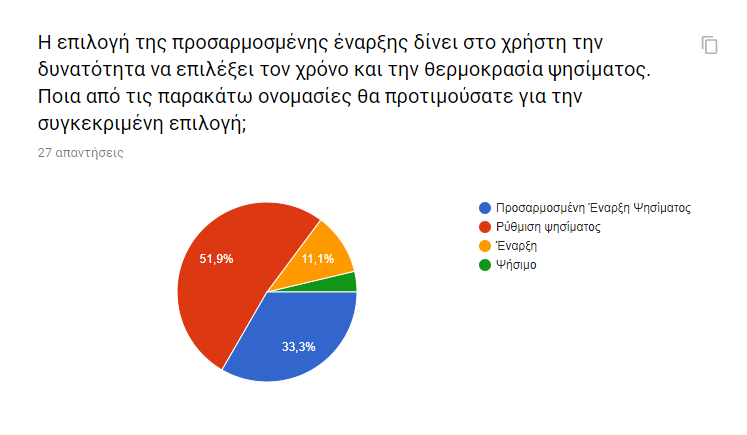 Η επιλογή της προσαρμοσμένης έναρξης δίνει στο χρήστη την
δυνατότητα να επιλέξει τον χρόνο και την θερμοκρασία ψησίματος.
Ποια από τις παρακάτω ονομασίες θα προτιμούσατε για την
συγκεκριμένη επιλογή;
27 απαντήσεις
Προσαρμοσμένη Έναρξη Ψησίματος
Ρύθμιση ψησίματος
Έναρξη
Ψήσιμο
51,9%
11,1%
33,3%